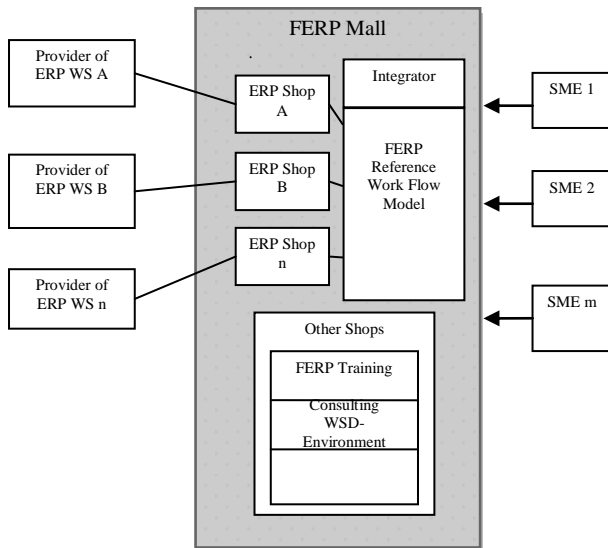 FERP Mall
Provider of
ERP WS A
Provider of
ERP WS B
Provider of
ERP WS n
ERP Shop
A
ERP Shop
B
ERP Shop
n
Integrator
FERP
Reference
Work Flow
Model
SME 1
SME 2
SME m
Other Shops
FERP Training
Consulting
WSD-
Environment